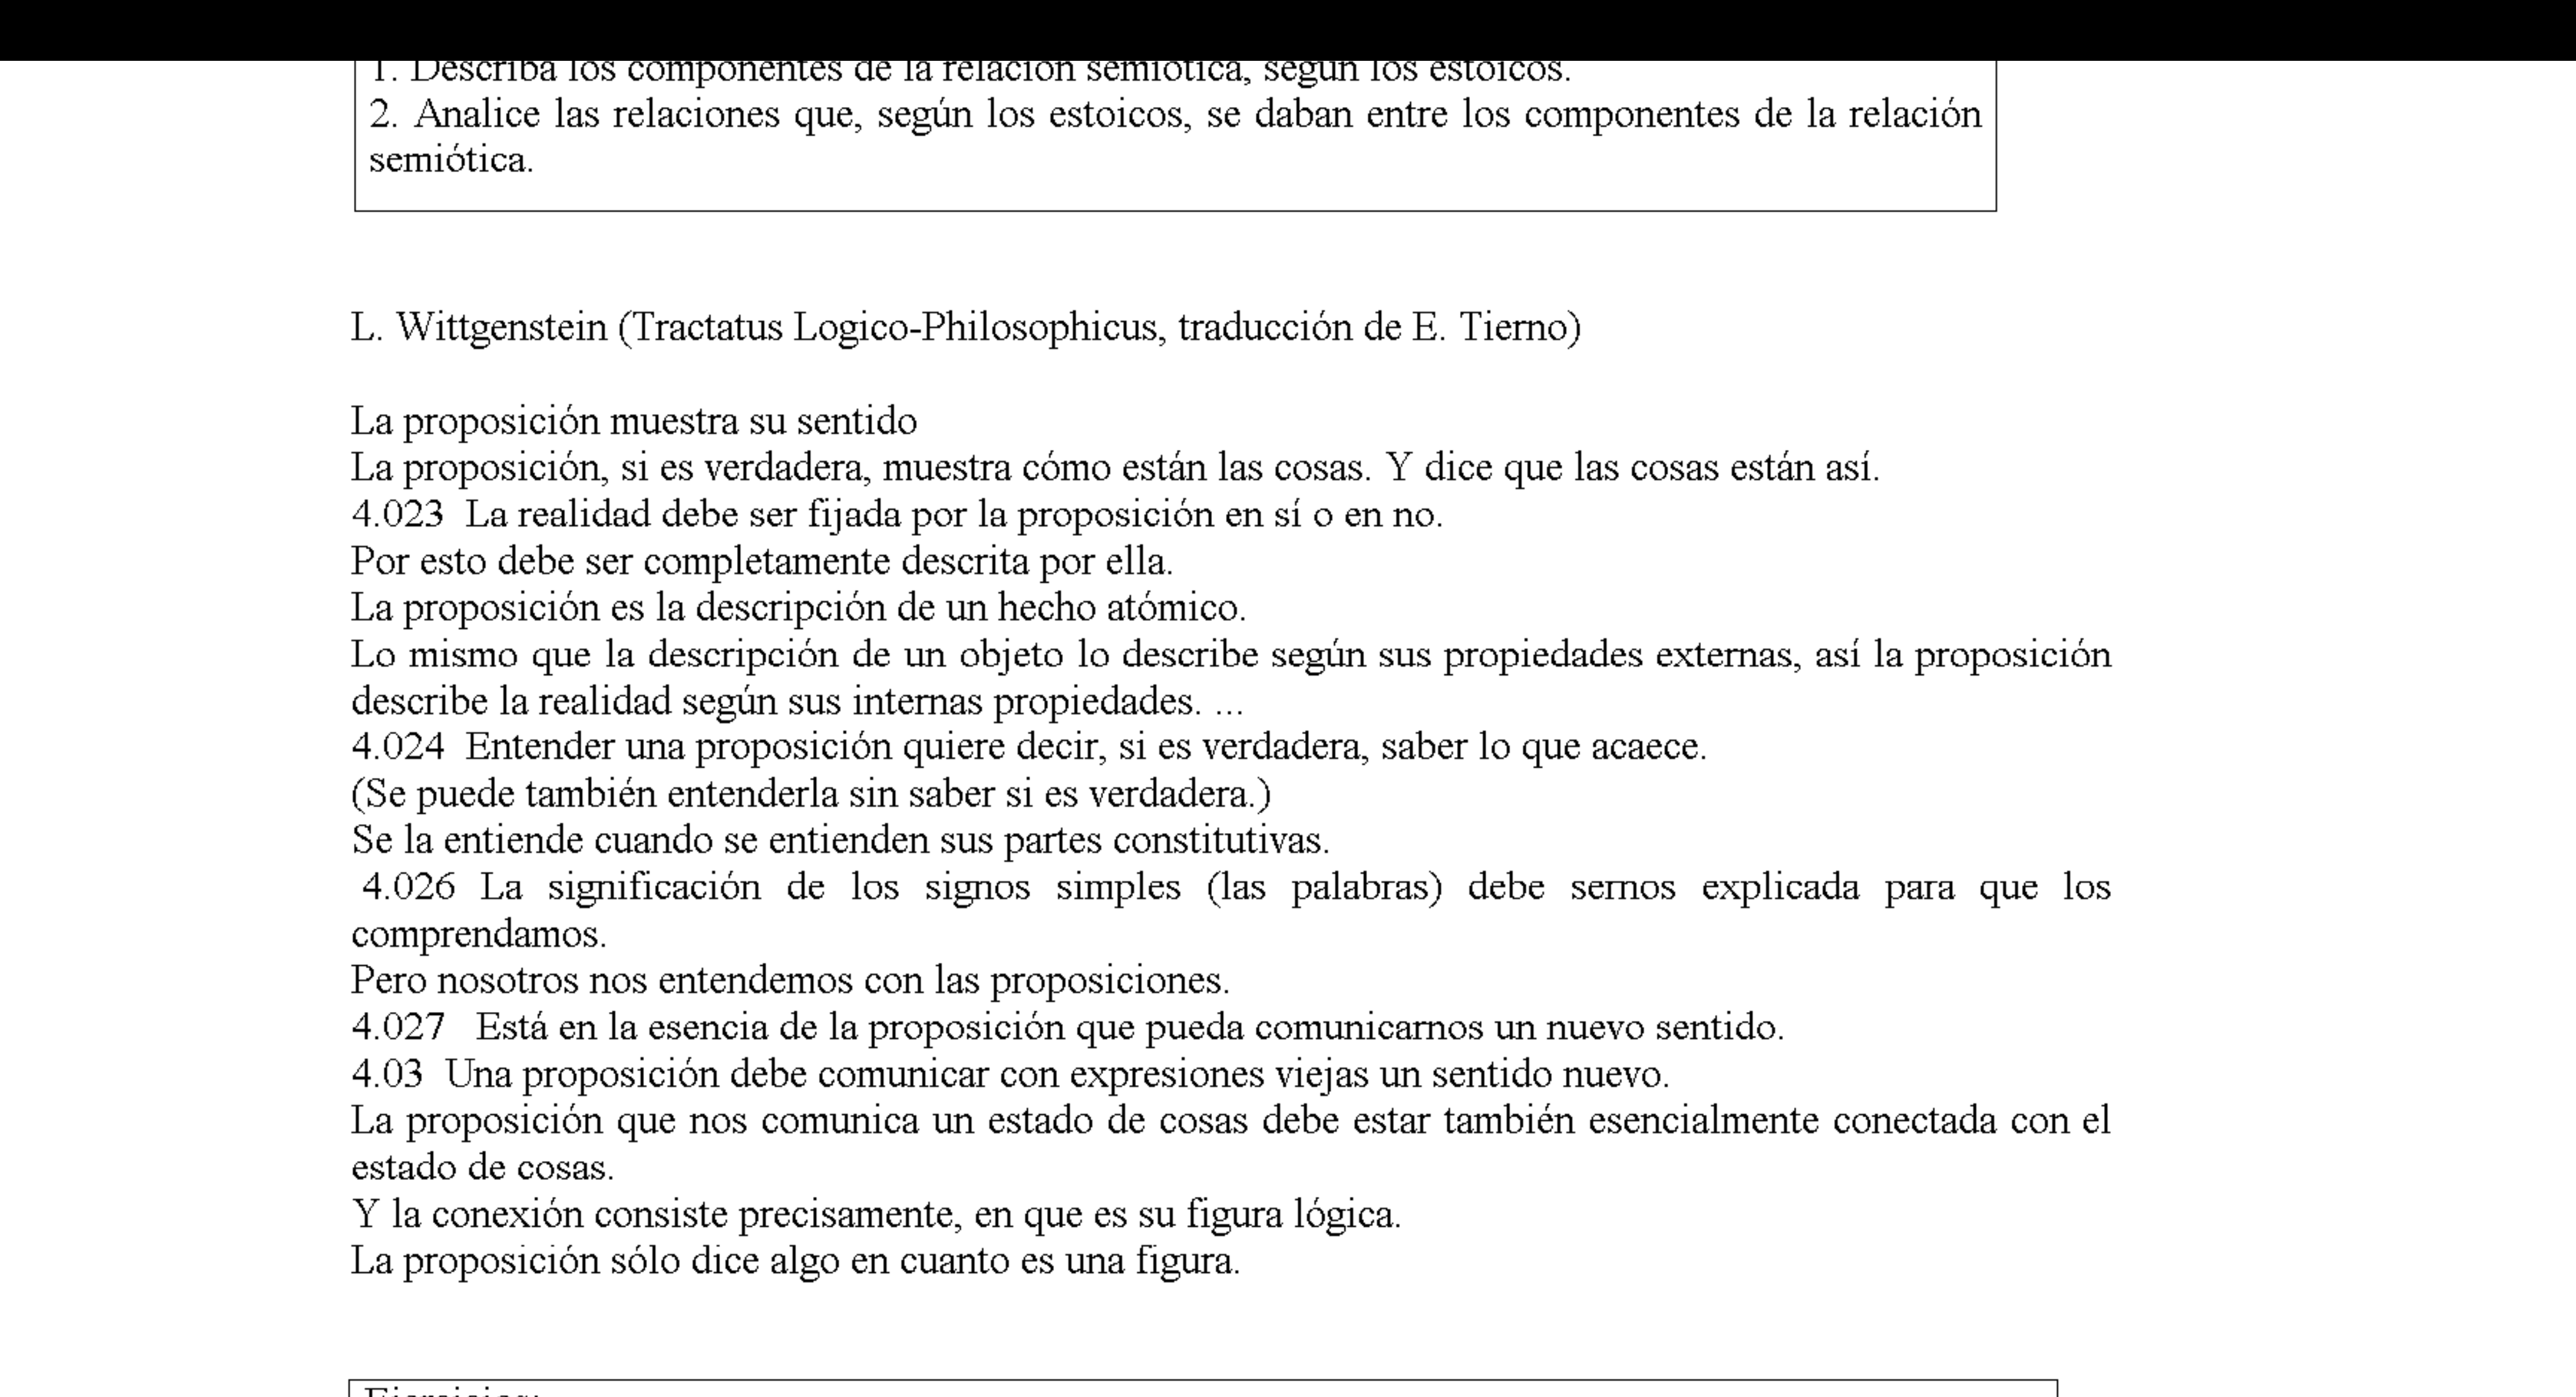 1. Describa los componentes de la relación semiótica, según los estoicos.
2. Analice las relaciones que, según los estoicos, se daban entre los componentes de la relación
semiótica.
L. Wittgenstein (Tractatus Logico-Philosophicus, traducción de E. Tierno)
La proposición muestra su sentido
La proposición, si es verdadera, muestra cómo están las cosas. Y dice que las cosas están así.
4.023 La realidad debe ser fijada por la proposición en sí o en no.
Por esto debe ser completamente descrita por ella.
La proposición es la descripción de un hecho atómico.
Lo mismo que la descripción de un objeto lo describe según sus propiedades externas, así la proposición
describe la realidad según sus internas propiedades. ...
4.024 Entender una proposición quiere decir, si es verdadera, saber lo que acaece.
(Se puede también entenderla sin saber si es verdadera.)
Se la entiende cuando se entienden sus partes constitutivas.
4.026 La significación de los signos simples (las palabras) debe sernos explicada para que los
comprendamos.
Pero nosotros nos entendemos con las proposiciones.
4.027 Está en la esencia de la proposición que pueda comunicarnos un nuevo sentido.
4.03 Una proposición debe comunicar con expresiones viejas un sentido nuevo.
La proposición que nos comunica un estado de cosas debe estar también esencialmente conectada con el
estado de cosas.
Y la conexión consiste precisamente, en que es su figura lógica.
La proposición sólo dice algo en cuanto es una figura.
Ejercicios: